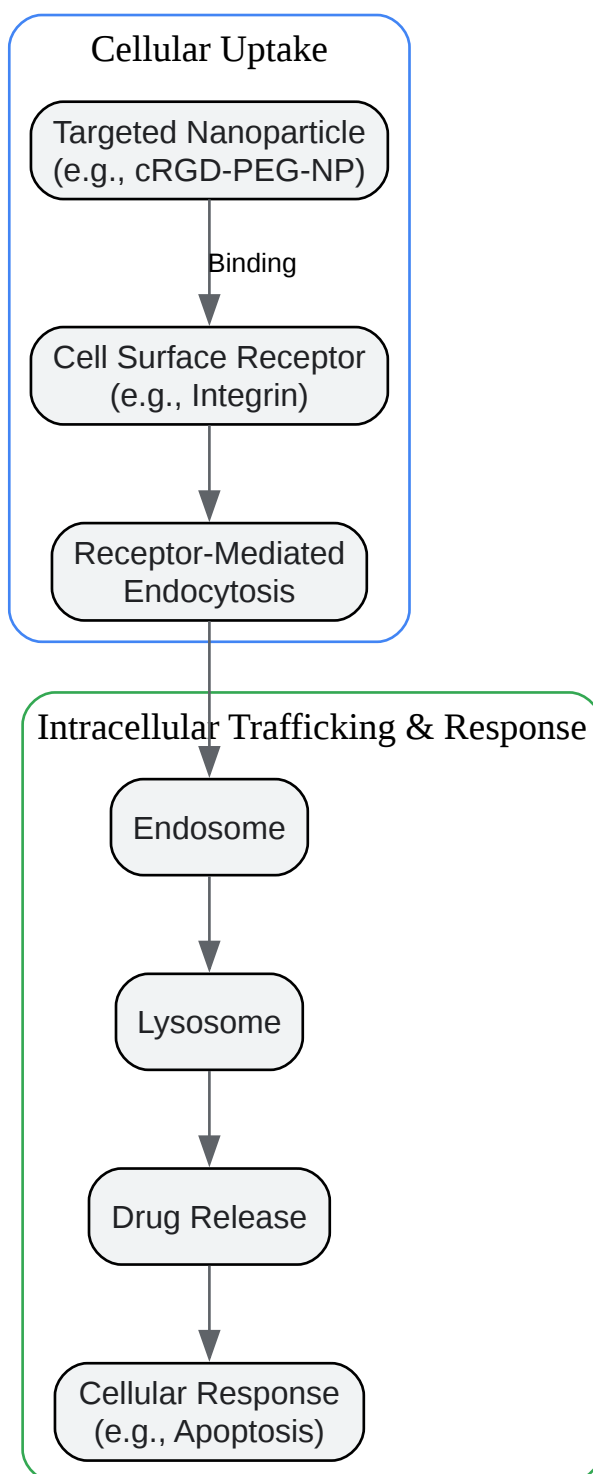 Cellular Uptake
Targeted Nanoparticle
(e.g., cRGD-PEG-NP)
Binding
Cell Surface Receptor
(e.g., Integrin)
Receptor-Mediated
Endocytosis
Intracellular Trafficking & Response
Endosome
Lysosome
Drug Release
Cellular Response
(e.g., Apoptosis)